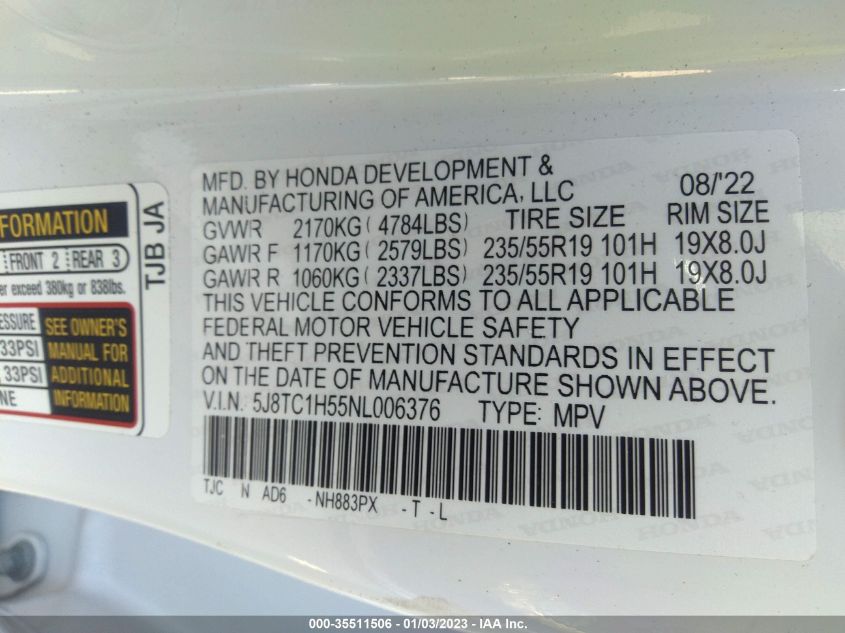 FORMATION
FRONT 2 REAR 3
er exceed 380kg or 838lbs.
ESSURE SEE OWNER'S
33PSI MANUAL FOR
33PSI ADDITIONAL
NE INFORMATION
TJB JA
MFD. BY HONDA DEVELOPMENT &
MANUFACTURING OF AMERICA, LLC 08/'22
GVWR 2170KG( 4784LBS) TIRE SIZE RIM SIZE
GAWR F 1170KG( 2579LBS) 235/55R19 101H 19X8.0J
GAWR R 1060KG( 2337LBS) 235/55R19 101H 19X8.0J
THIS VEHICLE CONFORMS TO ALL APPLICABLE
FEDERAL MOTOR VEHICLE SAFETY
AND THEFT PREVENTION STANDARDS IN EFFECT
ON THE DATE OF MANUFACTURE SHOWN ABOVE.
V.I.N. 5J8TC1H55NL006376 TYPE: MPV
TJC N AD6 -NH883PX -T -L
000-35511506 - 01/03/2023 - IAA Inc.